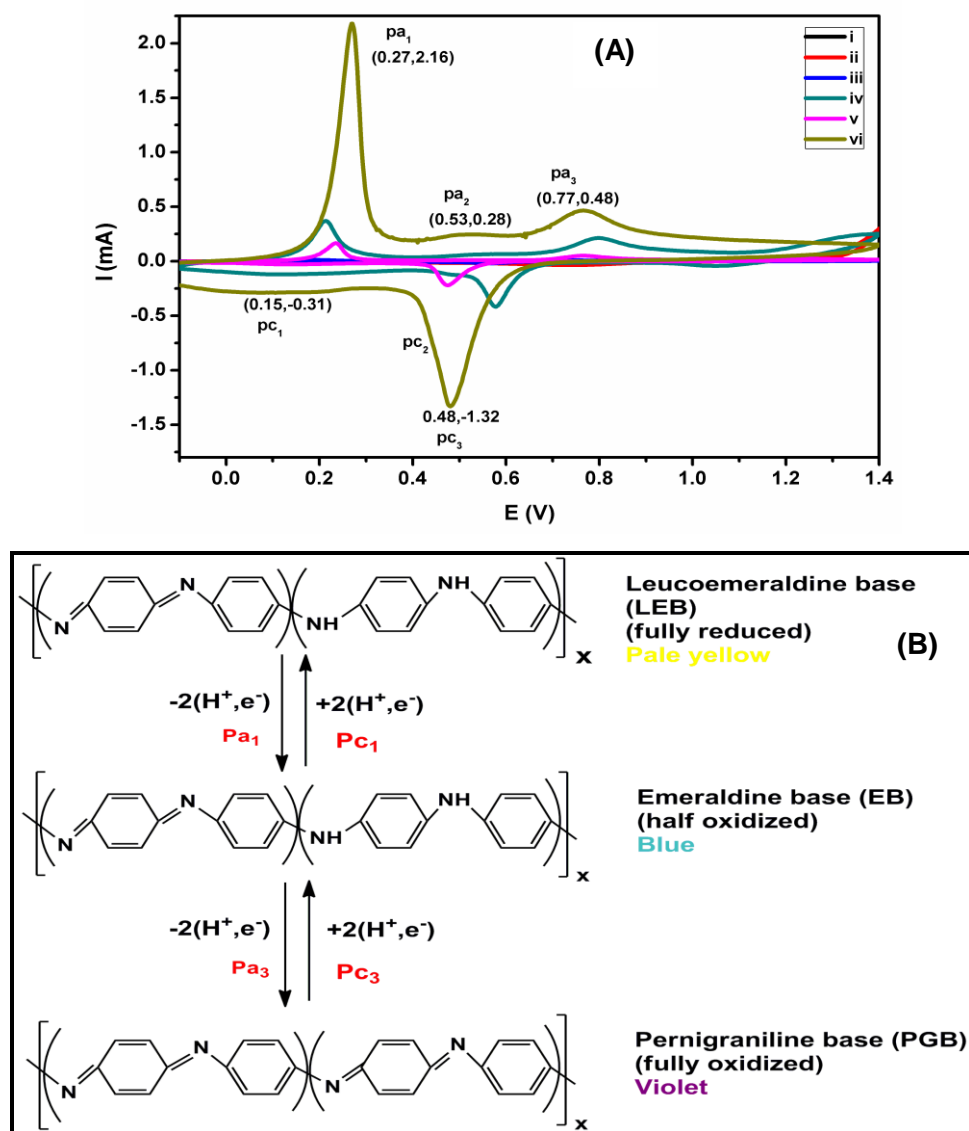 (A)
pa₁
(0.27,2.16)
pa₂
(0.53,0.28)
pa₃
(0.77,0.48)
(0.15,-0.31)
pc₁
pc₂
0.48,-1.32
pc₃
i
ii
iii
iv
v
vi
2.0
1.5
1.0
0.5
0.0
-0.5
-1.0
-1.5
I (mA)
0.0 0.2 0.4 0.6 0.8 1.0 1.2 1.4
E (V)
(B)
N N NH NH x
Leucoemeraldine base
(LEB)
(fully reduced)
Pale yellow
-2(H⁺,e⁻) +2(H⁺,e⁻)
Pa₁ Pc₁
N N NH NH x
Emeraldine base (EB)
(half oxidized)
Blue
-2(H⁺,e⁻) +2(H⁺,e⁻)
Pa₃ Pc₃
N N N N x
Pernigraniline base (PGB)
(fully oxidized)
Violet